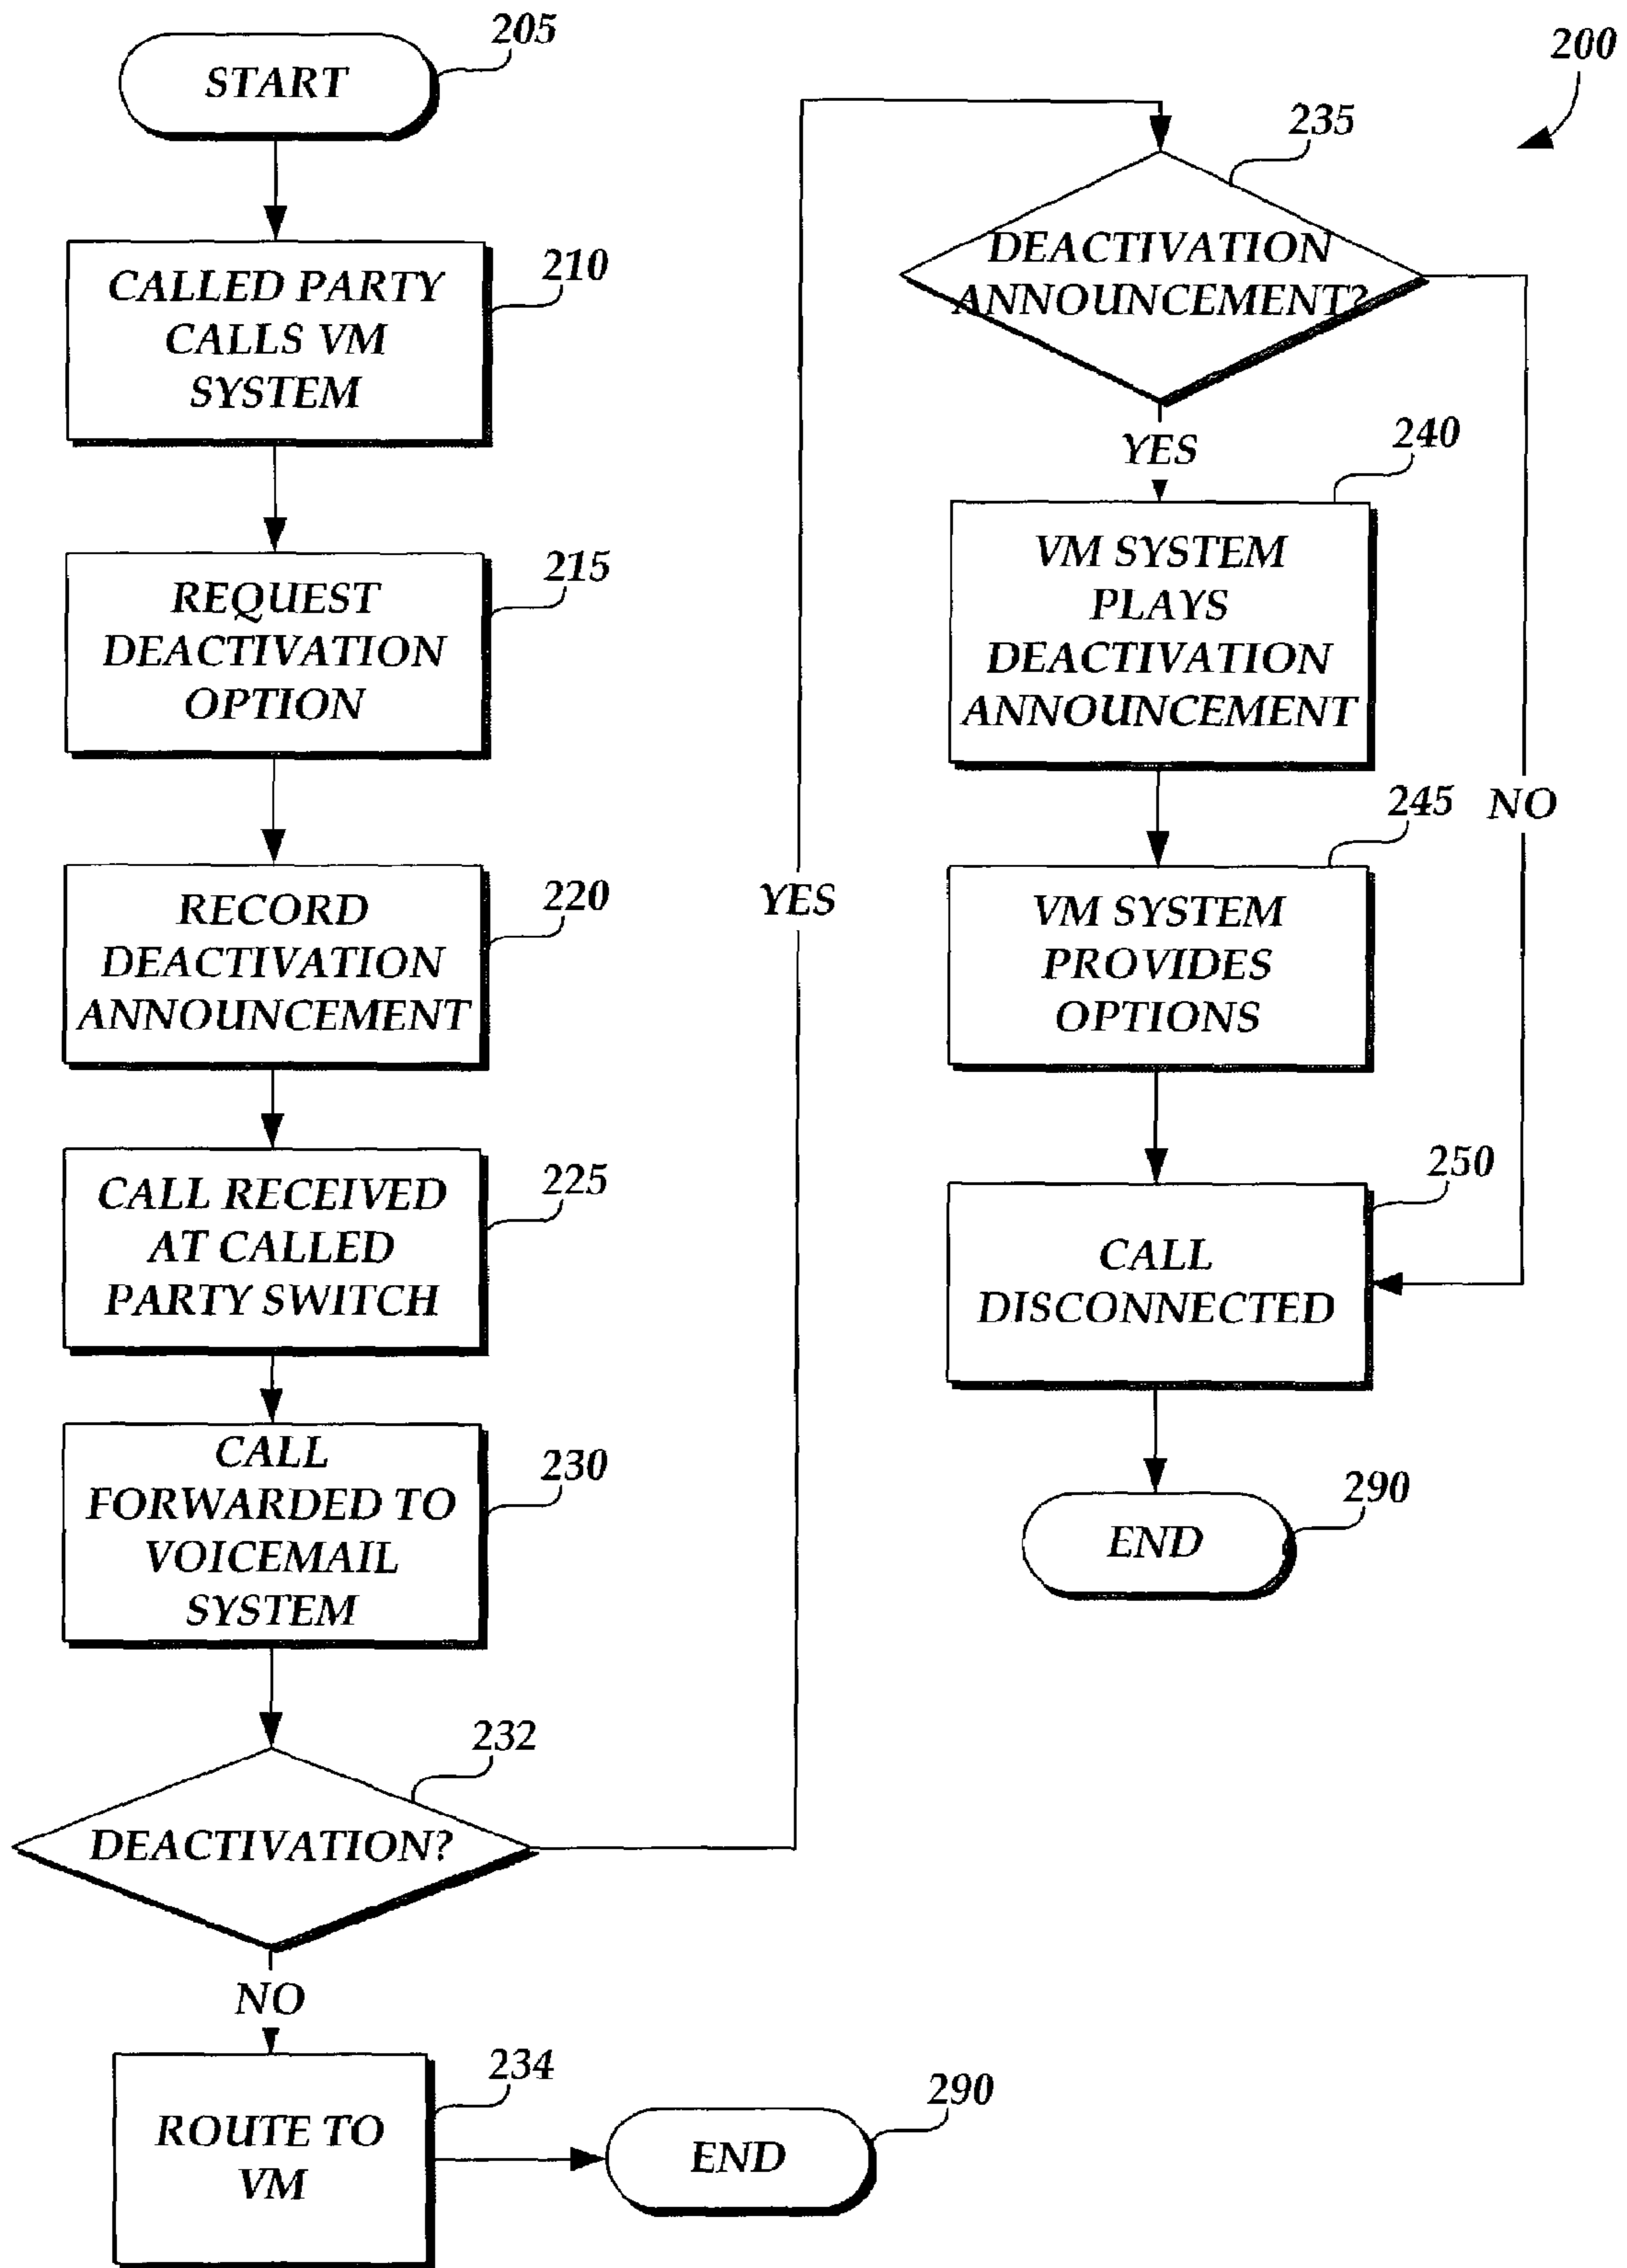 START
205
CALLED PARTY
CALLS VM
SYSTEM
210
REQUEST
DEACTIVATION
OPTION
215
RECORD
DEACTIVATION
ANNOUNCEMENT
220
CALL RECEIVED
AT CALLED
PARTY SWITCH
225
CALL
FORWARDED TO
VOICEMAIL
SYSTEM
230
DEACTIVATION?
232
YES
NO
ROUTE TO
VM
234
END
290
200
DEACTIVATION
ANNOUNCEMENT?
235
YES
NO
VM SYSTEM
PLAYS
DEACTIVATION
ANNOUNCEMENT
240
VM SYSTEM
PROVIDES
OPTIONS
245
CALL
DISCONNECTED
250
END
290